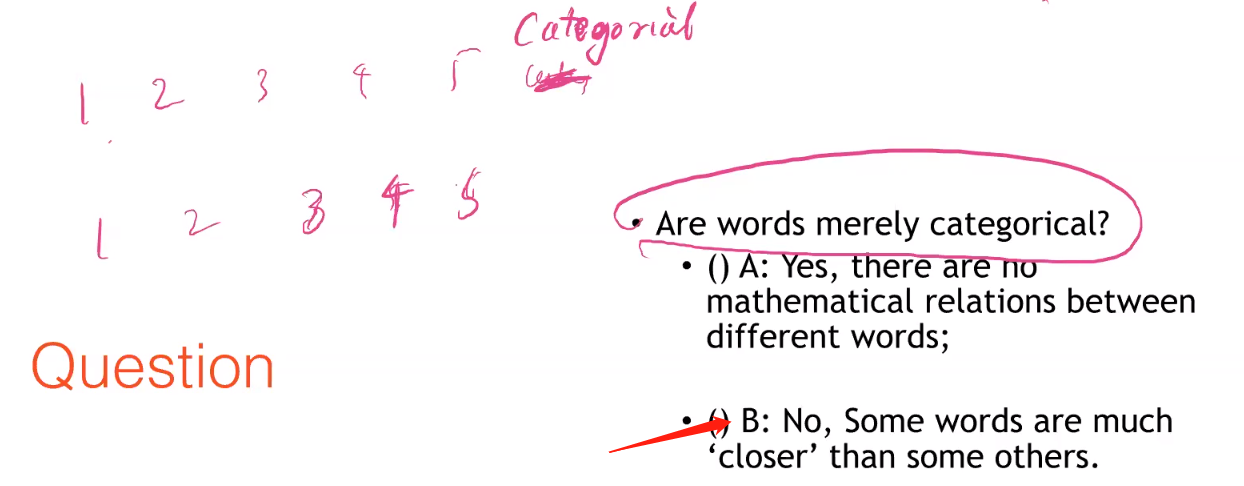 Categorial
1 2 3 4 5
1 2 3 4 5
• Are words merely categorical?
• () A: Yes, there are no
mathematical relations between
different words;
Question
• () B: No, Some words are much
‘closer’ than some others.